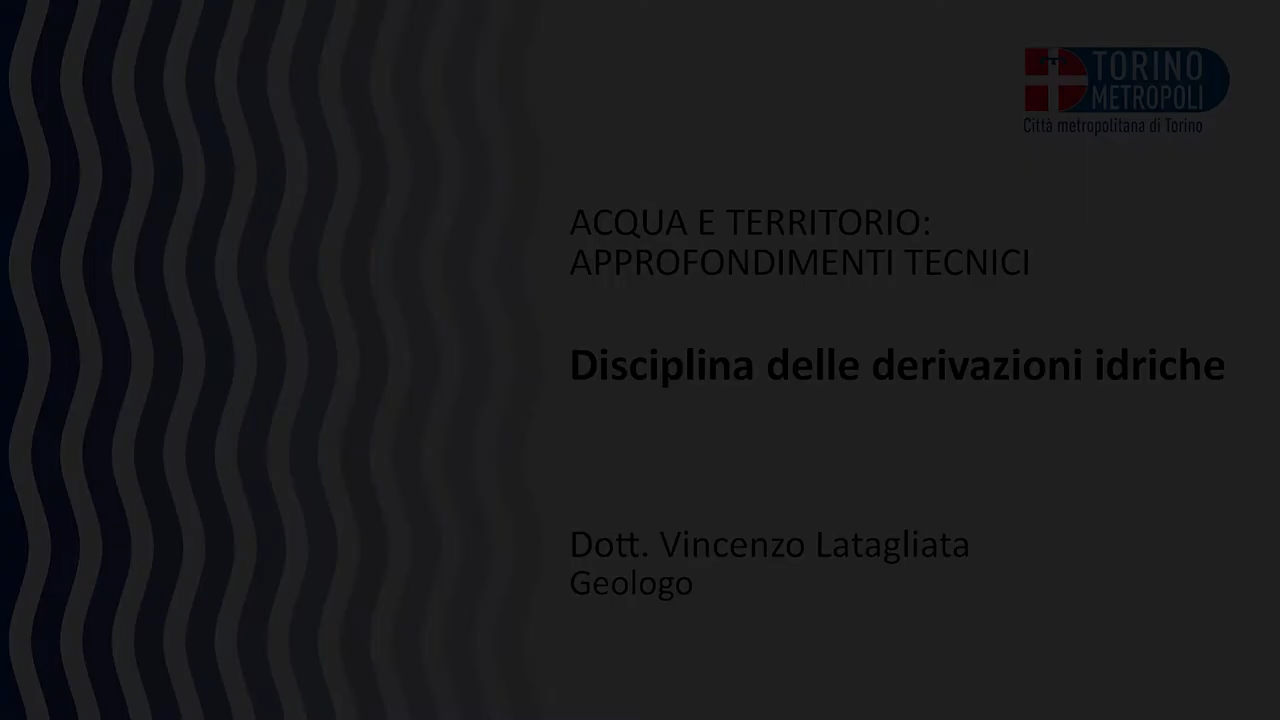 TORINO
METROPOLI
Città metropolitana di Torino
ACQUA E TERRITORIO:
APPROFONDIMENTI TECNICI
Disciplina delle derivazioni idriche
Dott. Vincenzo Latagliata
Geologo